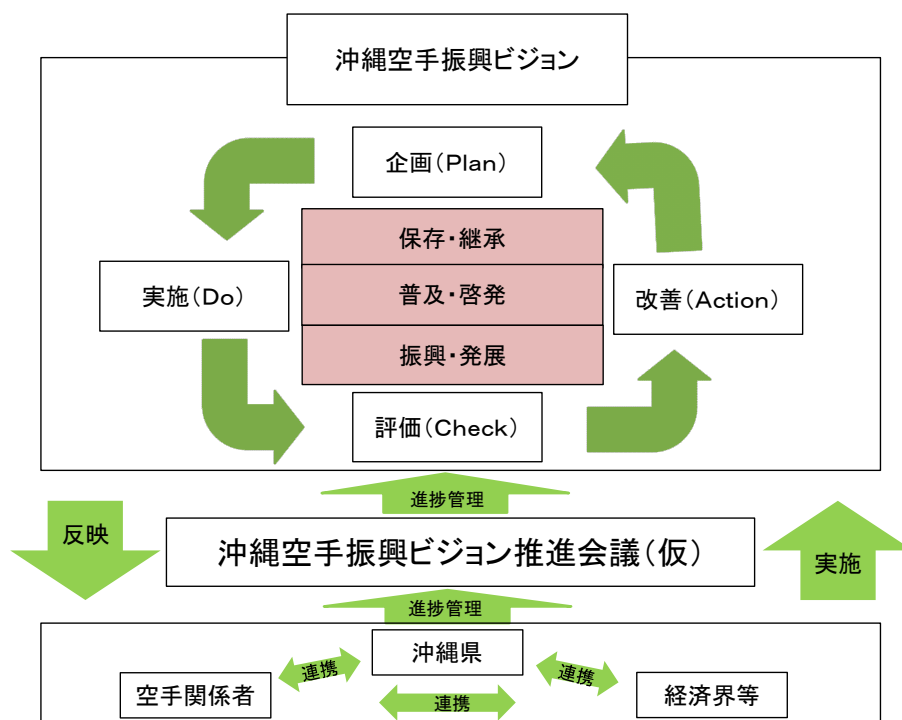 沖縄空手振興ビジョン
企画（Plan）
保存・継承
普及・啓発
振興・発展
実施（Do）
改善（Action）
評価（Check）
進捗管理
反映
沖縄空手振興ビジョン推進会議（仮）
実施
進捗管理
沖縄県
連携
連携
空手関係者
連携
経済界等